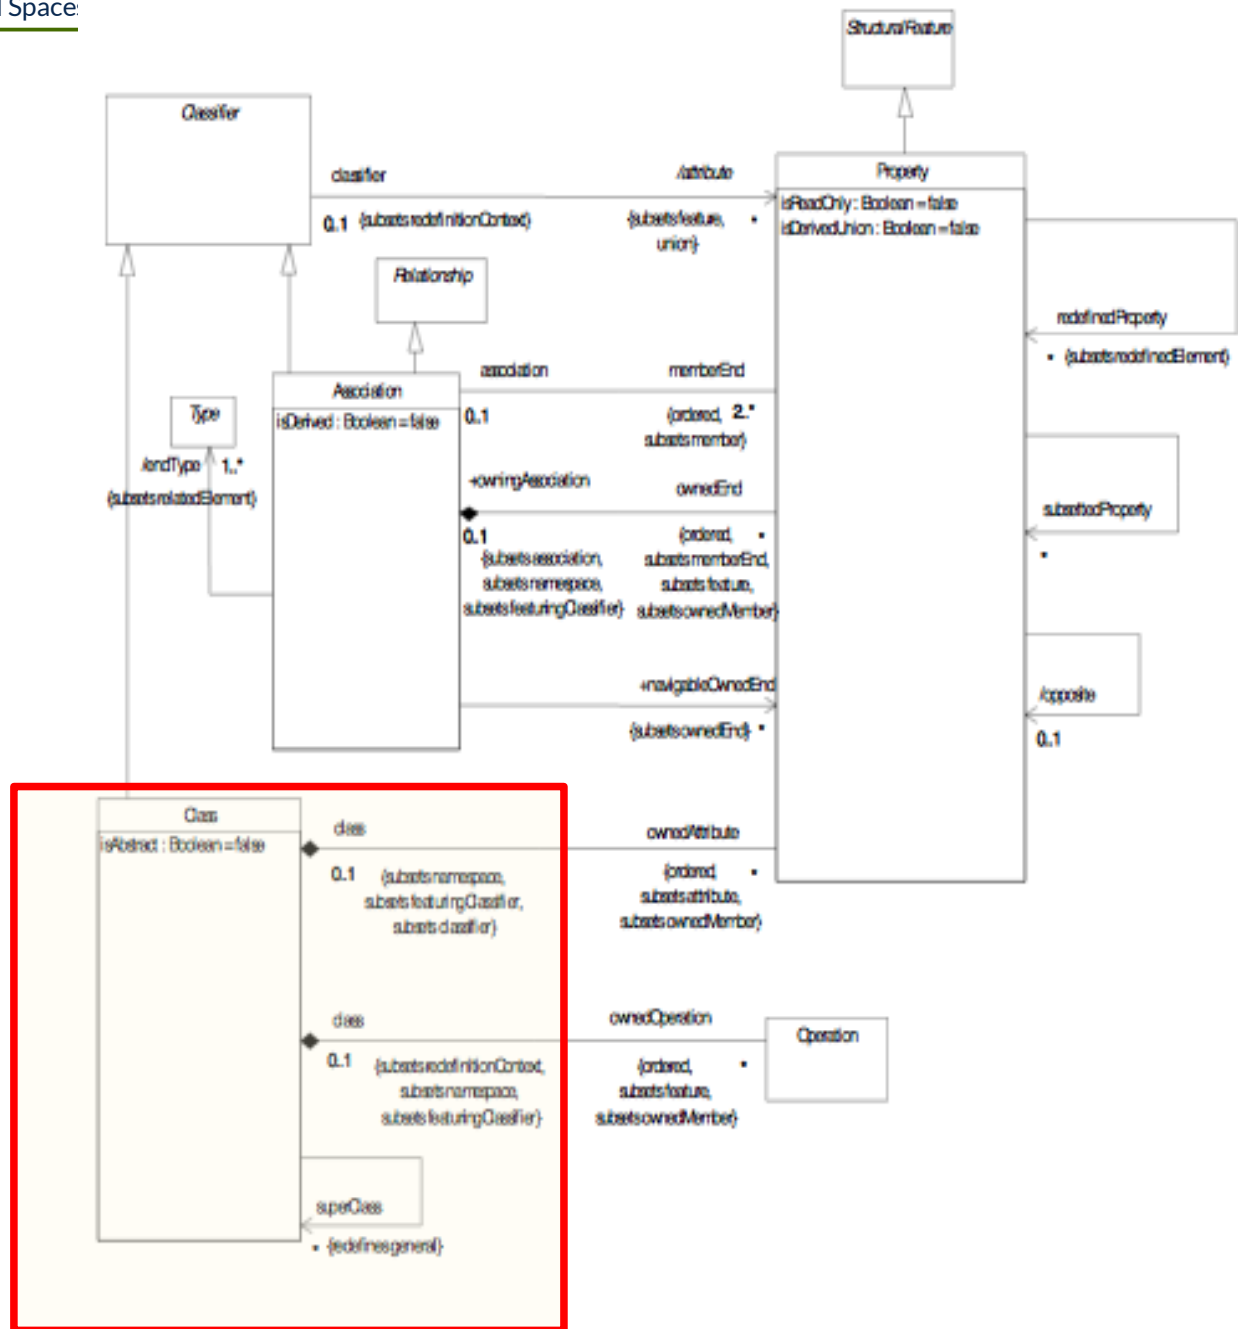 l Spaces
StructuralFeature
Classifier
Property
isReadOnly : Boolean = false
isDerivedUnion : Boolean = false
classifier
/attribute
0..1
{subsets redefinitionContext}
{subsets feature,
union}
*
Relationship
redefinedProperty
* {subsets redefinedElement}
Association
isDerived : Boolean = false
association
memberEnd
0..1
{ordered,
subsets member}
2..*
Type
/endType
1..*
{subsets relatedElement}
+owningAssociation
ownedEnd
0..1
{subsets association,
subsets namespace,
subsets featuringClassifier}
{ordered,
subsets memberEnd,
subsets feature,
subsets ownedMember}
*
subsettedProperty
*
+navigableOwnedEnd
{subsets ownedEnd} *
/opposite
0..1
Class
isAbstract : Boolean = false
class
ownedAttribute
0..1
{subsets namespace,
subsets featuringClassifier,
subsets classifier}
{ordered,
subsets attribute,
subsets ownedMember}
*
class
ownedOperation
0..1
{subsets redefinitionContext,
subsets namespace,
subsets featuringClassifier}
{ordered,
subsets feature,
subsets ownedMember}
*
Operation
superClass
* {redefines general}